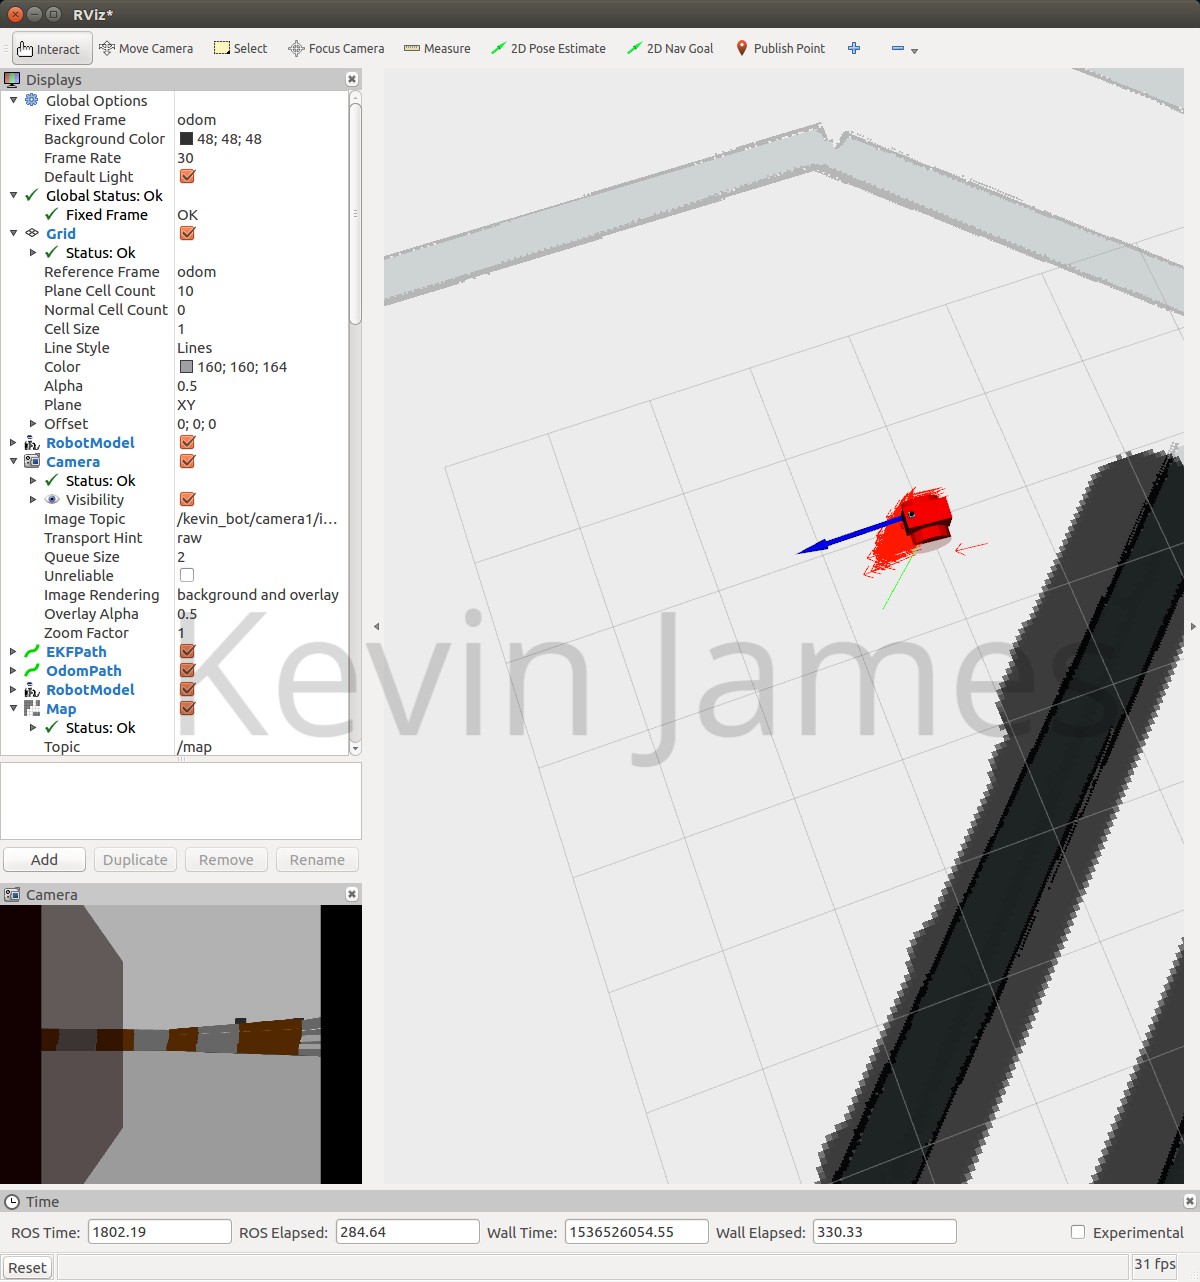 RViz*
Interact Move Camera Select Focus Camera Measure 2D Pose Estimate 2D Nav Goal Publish Point
Displays
Global Options
Fixed Frame odom
Background Color 48; 48; 48
Frame Rate 30
Default Light
Global Status: Ok
Fixed Frame OK
Grid
Status: Ok
Reference Frame odom
Plane Cell Count 10
Normal Cell Count 0
Cell Size 1
Line Style Lines
Color 160; 160; 164
Alpha 0.5
Plane XY
Offset 0; 0; 0
RobotModel
Camera
Status: Ok
Visibility
Image Topic /kevin_bot/camera1/i...
Transport Hint raw
Queue Size 2
Unreliable
Image Rendering background and overlay
Overlay Alpha 0.5
Zoom Factor 1
EKFPath
OdomPath
RobotModel
Map
Status: Ok
Topic /map
Kevin James
Add Duplicate Remove Rename
Camera
Time
ROS Time: 1802.19 ROS Elapsed: 284.64 Wall Time: 1536526054.55 Wall Elapsed: 330.33 Experimental
Reset 31 fps